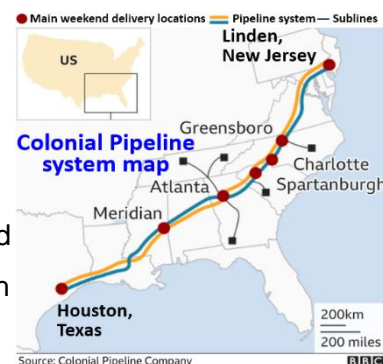 Main weekend delivery locations Pipeline system Sublines
Linden,
New Jersey
US
Greensboro
Colonial Pipeline
system map
Charlotte
Spartanburgh
Atlanta
Meridian
d
n
Houston,
Texas
200km
200 miles
Source: Colonial Pipeline Company
BBC